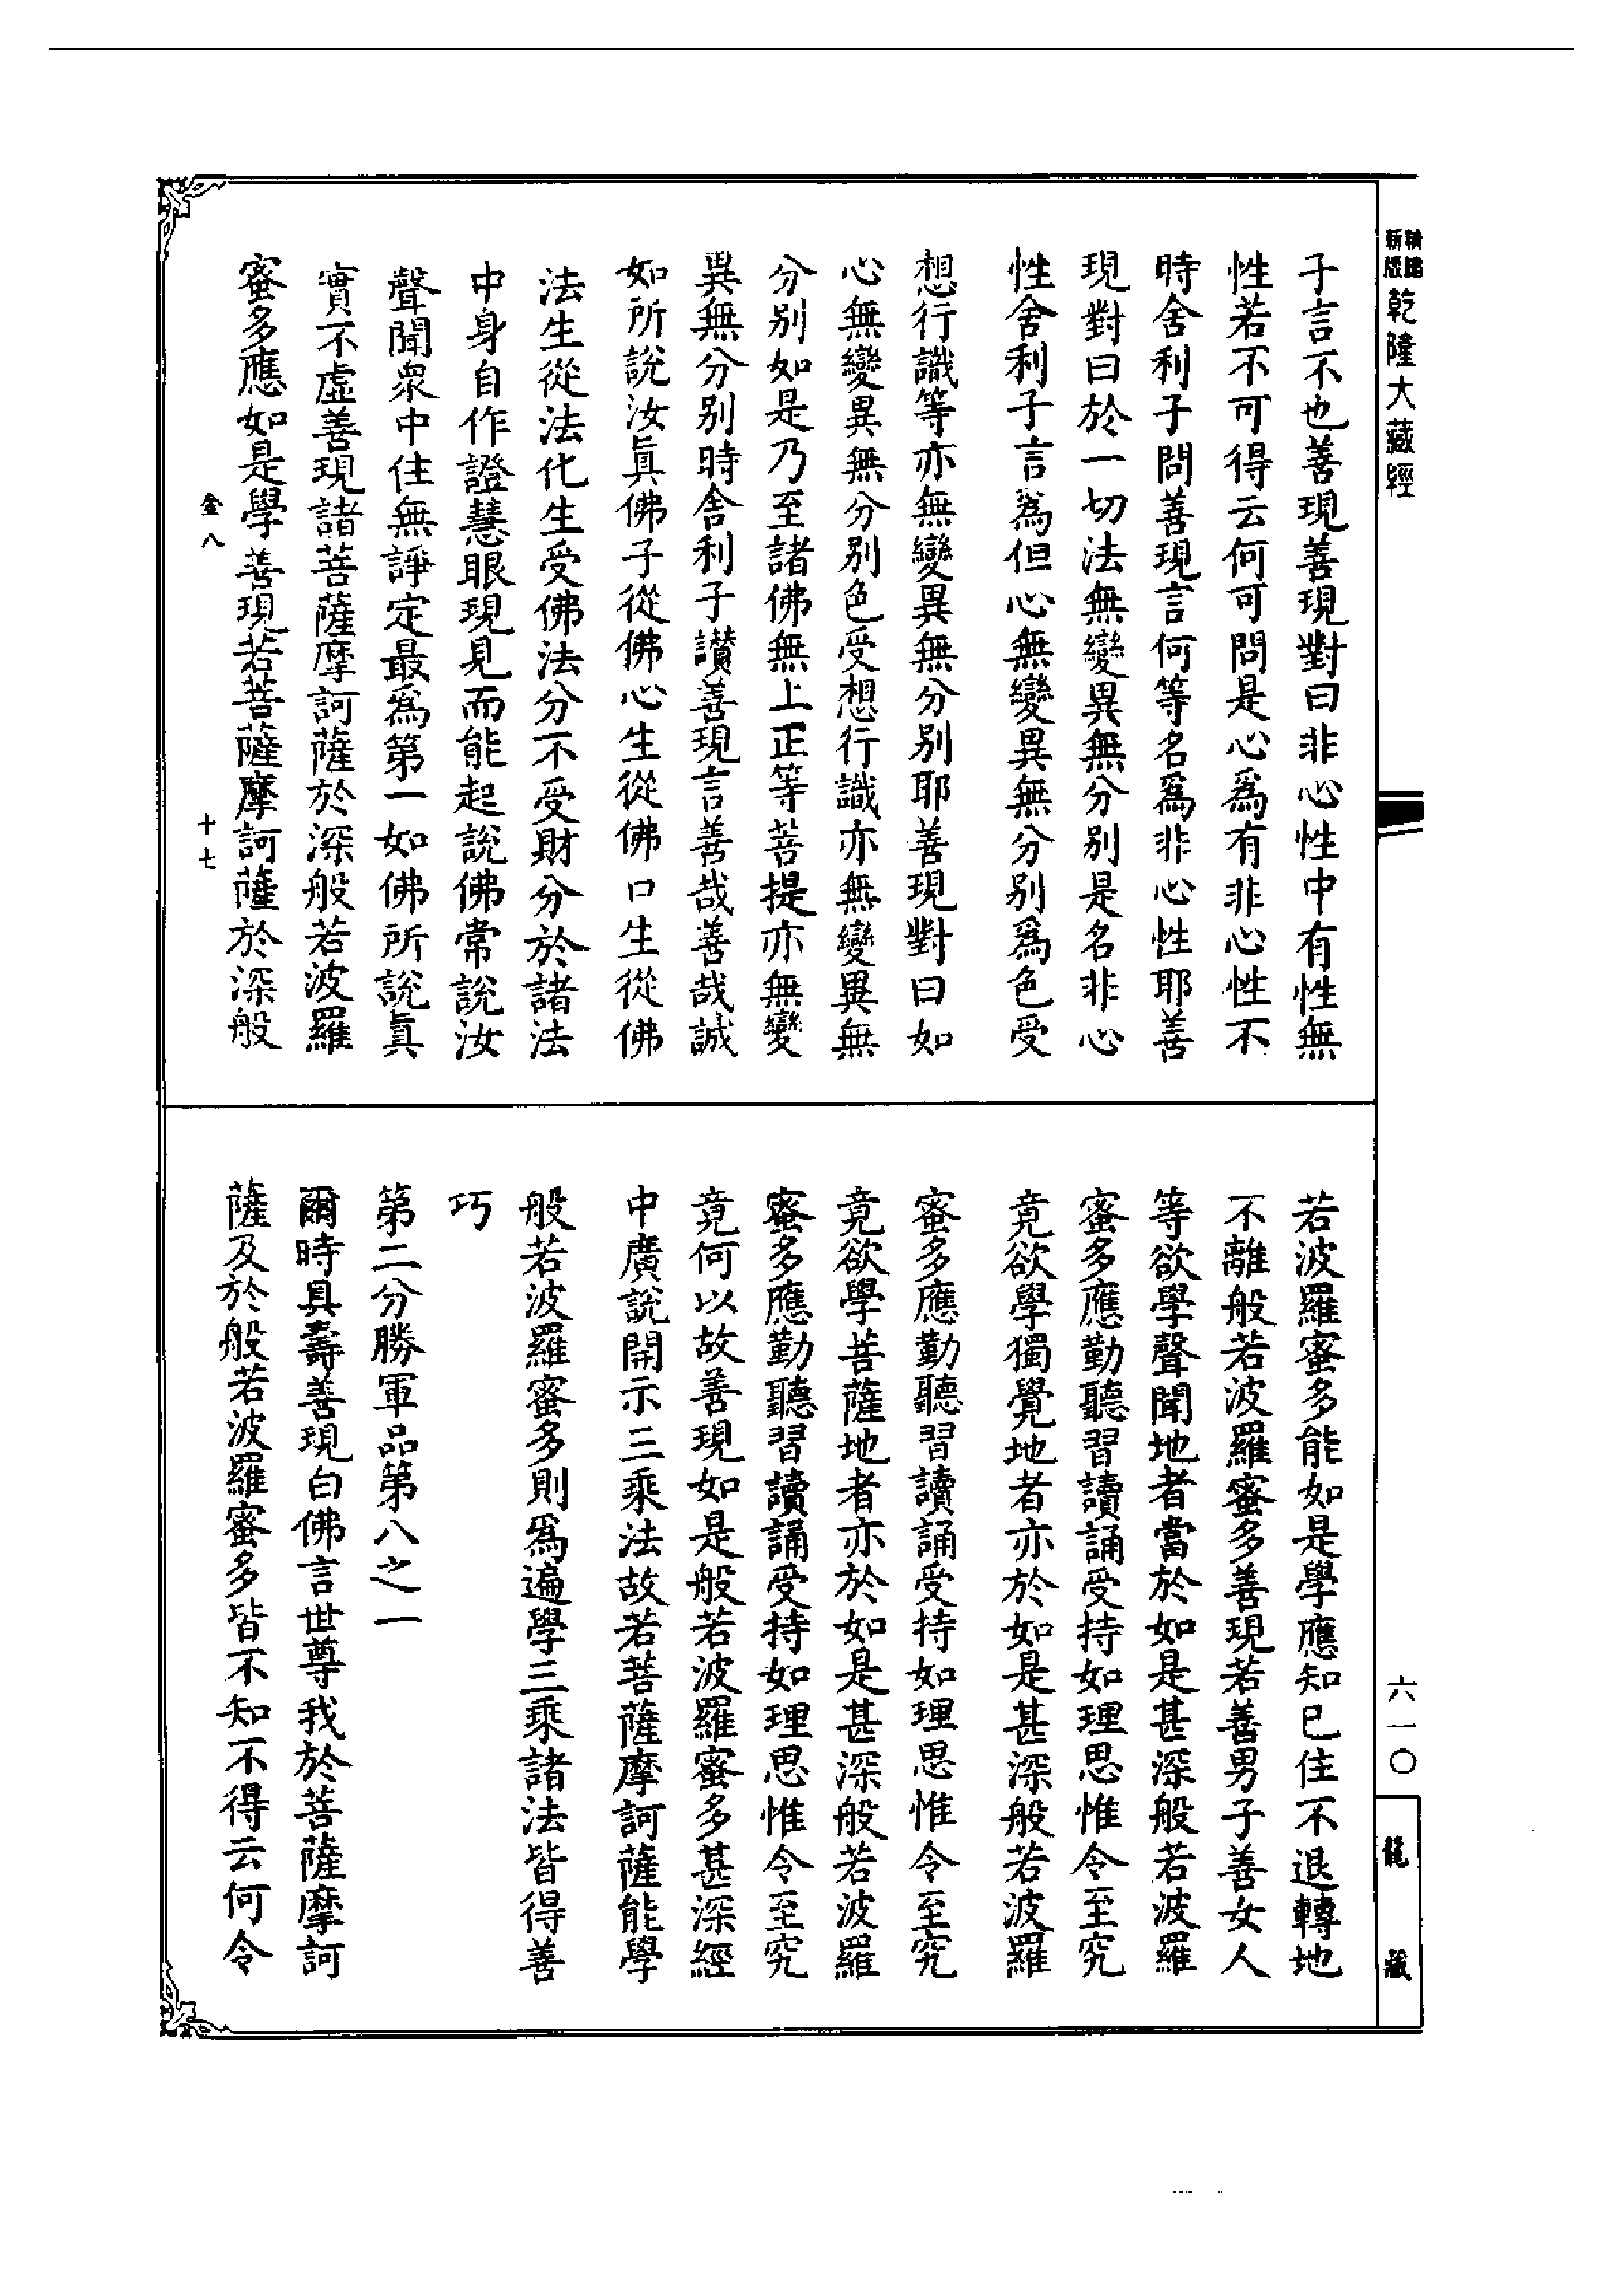 精縮
新版
乾隆大藏經
子言不也善現善現對曰非心性中有性無
性若不可得云何可問是心爲有非心性不
時舍利子問善現言何等名爲非心性耶善
現對曰於一切法無變異無分別是名非心
性舍利子言爲但心無變異無分別爲色受
想行識等亦無變異無分別耶善現對曰如
心無變異無分別色受想行識亦無變異無
分別如是乃至諸佛無上正等菩提亦無變
異無分別時舍利子讚善現言善哉善哉誠
如所說汝眞佛子從佛心生從佛口生從佛
法生從法化生受佛法分不受財分於諸法
中身自作證慧眼現見而能起說佛常說汝
聲聞衆中住無諍定最爲第一如佛所說眞
實不虛善現諸菩薩摩訶薩於深般若波羅
蜜多應如是學善現若菩薩摩訶薩於深般
金八
十七
若波羅蜜多能如是學應知已住不退轉地
不離般若波羅蜜多善現若善男子善女人
等欲學聲聞地者當於如是甚深般若波羅
蜜多應勤聽習讀誦受持如理思惟令至究
竟欲學獨覺地者亦於如是甚深般若波羅
蜜多應勤聽習讀誦受持如理思惟令至究
竟欲學菩薩地者亦於如是甚深般若波羅
蜜多應勤聽習讀誦受持如理思惟令至究
竟何以故善現如是般若波羅蜜多甚深經
中廣說開示三乘法故若菩薩摩訶薩能學
般若波羅蜜多則爲遍學三乘諸法皆得善
巧
第二分勝軍品第八之一
爾時具壽善現白佛言世尊我於菩薩摩訶
薩及於般若波羅蜜多皆不知不得云何令
六一〇
龍藏